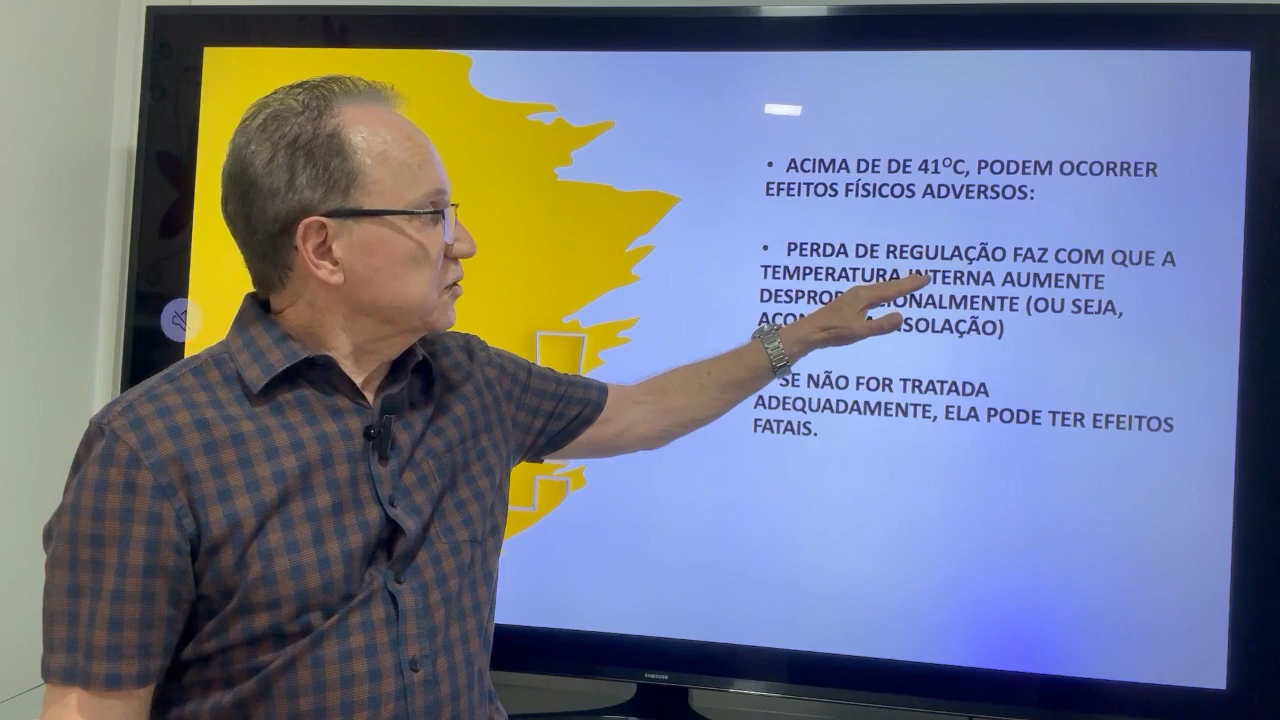 • ACIMA DE DE 41ºC, PODEM OCORRER
EFEITOS FÍSICOS ADVERSOS:
• PERDA DE REGULAÇÃO FAZ COM QUE A
TEMPERATURA INTERNA AUMENTE
(OU SEJA,
SE NÃO FOR TRATADA
ADEQUADAMENTE, ELA PODE TER EFEITOS
FATAIS.
SAMSUNG